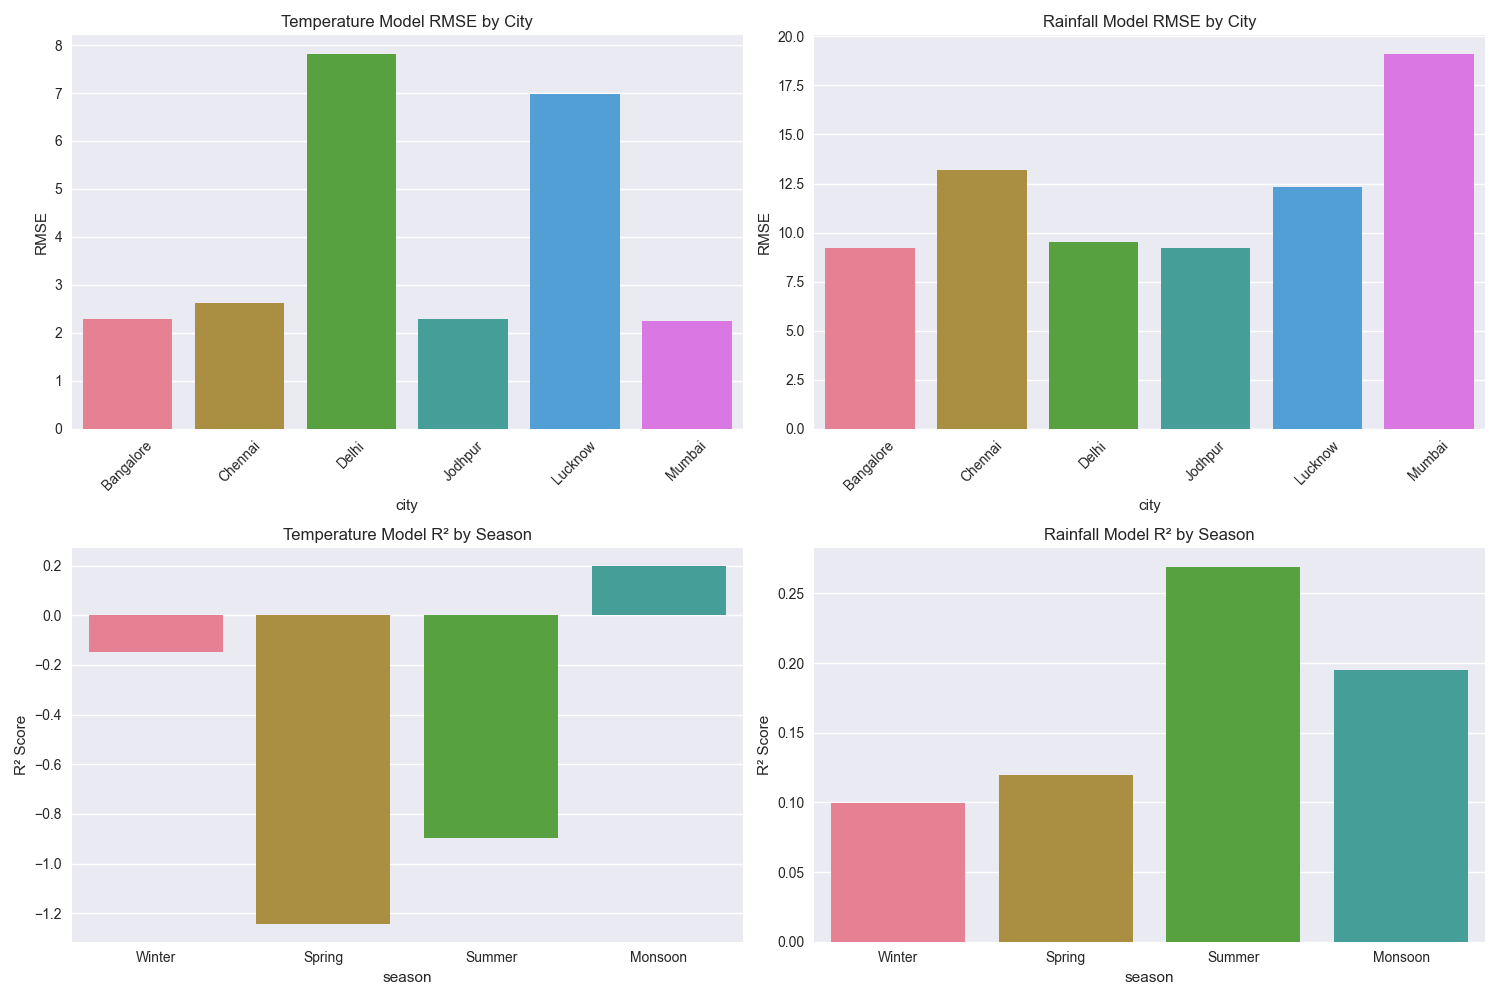 Temperature Model RMSE by City
8
7
6
5
4
3
2
1
0
RMSE
Bangalore
Chennai
Delhi
Jodhpur
Lucknow
Mumbai
city
Rainfall Model RMSE by City
20.0
17.5
15.0
12.5
10.0
7.5
5.0
2.5
0.0
RMSE
Bangalore
Chennai
Delhi
Jodhpur
Lucknow
Mumbai
city
Temperature Model R² by Season
0.2
0.0
−0.2
−0.4
−0.6
−0.8
−1.0
−1.2
R² Score
Winter
Spring
Summer
Monsoon
season
Rainfall Model R² by Season
0.25
0.20
0.15
0.10
0.05
0.00
R² Score
Winter
Spring
Summer
Monsoon
season